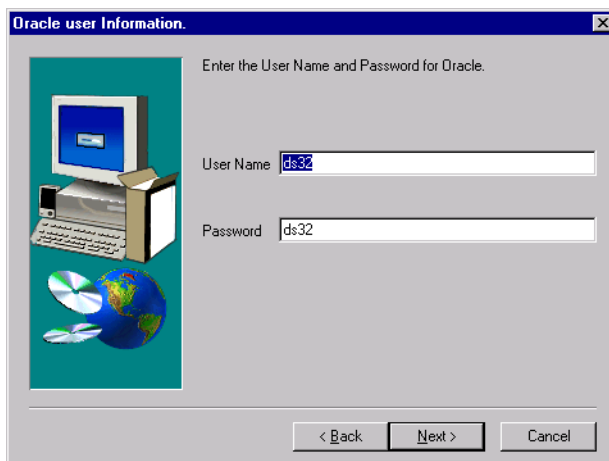 Oracle user Information.
Enter the User Name and Password for Oracle.
User Name ds32
Password ds32
< Back Next > Cancel